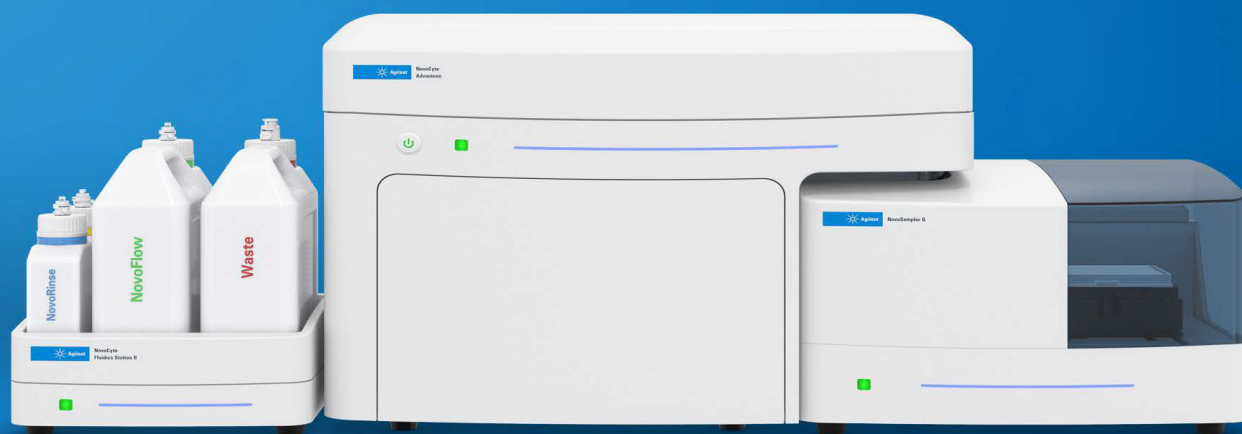 Agilent
NovoCyte
Advanteon
NovoRinse
NovoFlow
Waste
Agilent
NovoSampler Q
Agilent
NovoCyte
Fluidics Station II